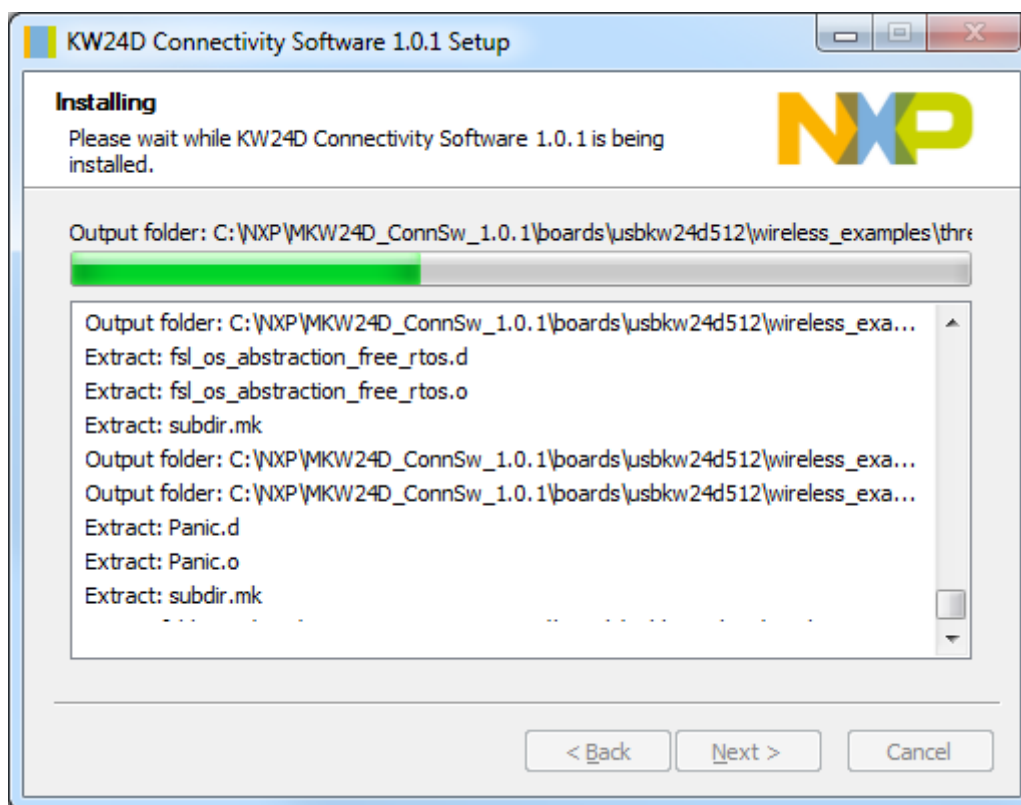 KW24D Connectivity Software 1.0.1 Setup
Installing
Please wait while KW24D Connectivity Software 1.0.1 is being
installed.
NXP
Output folder: C:\NXP\MKW24D_ConnSw_1.0.1\boards\usbkw24d512\wireless_examples\thre
Output folder: C:\NXP\MKW24D_ConnSw_1.0.1\boards\usbkw24d512\wireless_exa...
Extract: fsl_os_abstraction_free_rtos.d
Extract: fsl_os_abstraction_free_rtos.o
Extract: subdir.mk
Output folder: C:\NXP\MKW24D_ConnSw_1.0.1\boards\usbkw24d512\wireless_exa...
Output folder: C:\NXP\MKW24D_ConnSw_1.0.1\boards\usbkw24d512\wireless_exa...
Extract: Panic.d
Extract: Panic.o
Extract: subdir.mk
< Back
Next >
Cancel